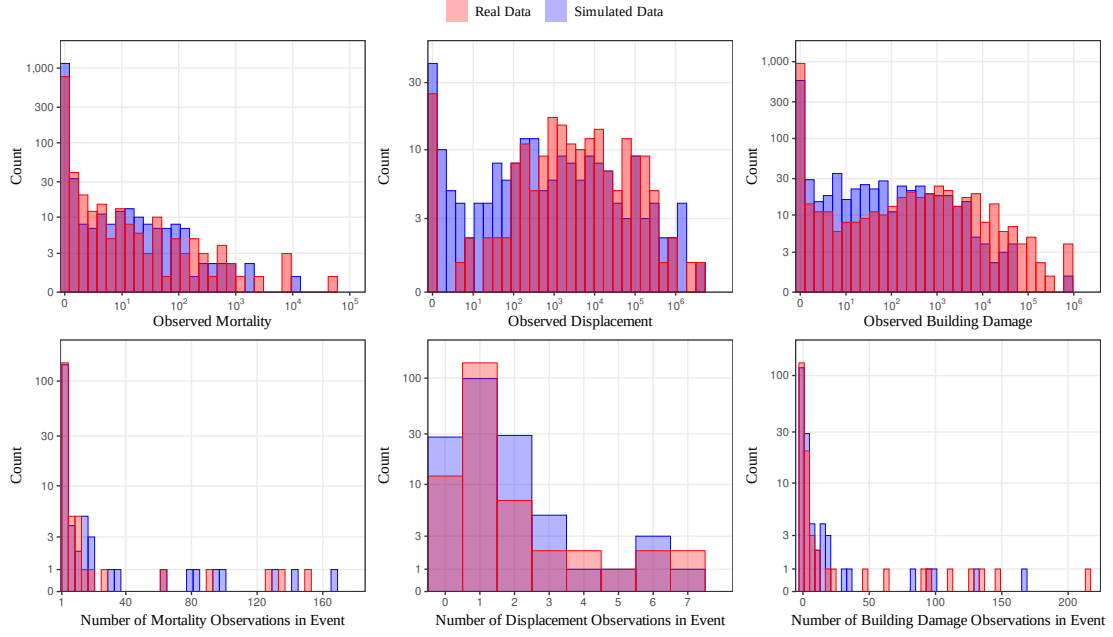 Real Data Simulated Data
Count
1,000
300
100
30
10
3
0
0 10¹ 10² 10³ 10⁴ 10⁵
Observed Mortality
Count
30
10
3
0
0 10¹ 10² 10³ 10⁴ 10⁵ 10⁶
Observed Displacement
Count
1,000
300
100
30
10
3
0
0 10¹ 10² 10³ 10⁴ 10⁵ 10⁶
Observed Building Damage
Count
100
30
10
3
1
0
1 40 80 120 160
Number of Mortality Observations in Event
Count
100
30
10
3
1
0
0 1 2 3 4 5 6 7
Number of Displacement Observations in Event
Count
100
30
10
3
1
0
0 50 100 150 200
Number of Building Damage Observations in Event